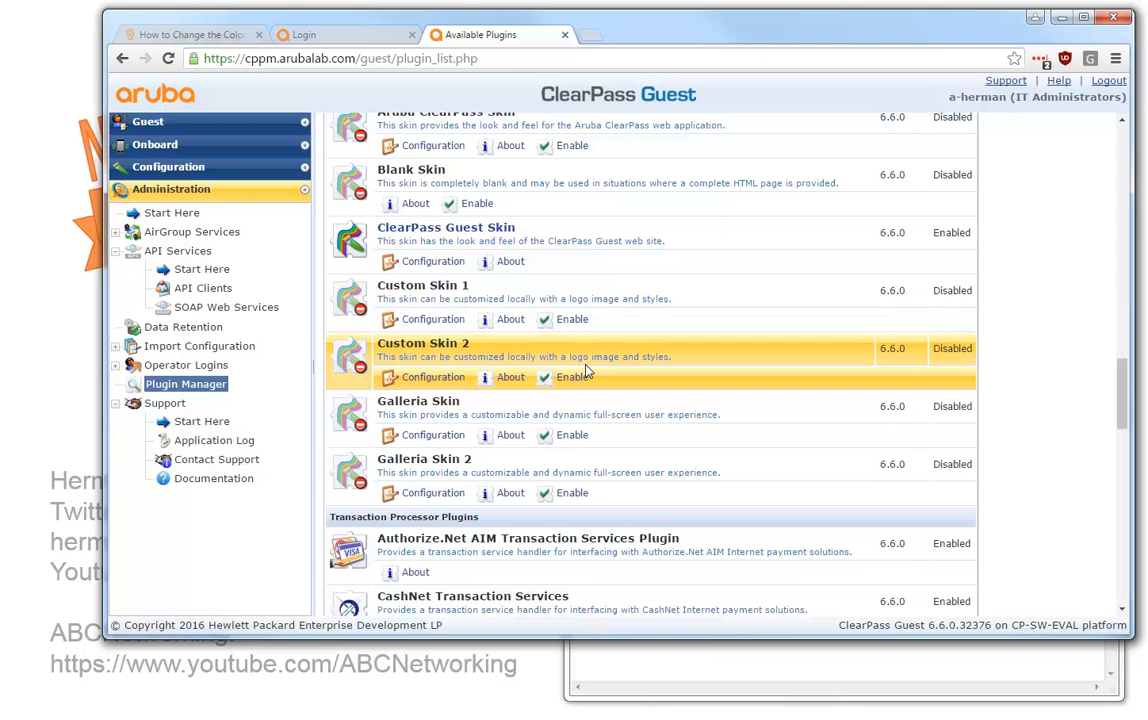 How to Change the Color
Login
Available Plugins
https://cppm.arubalab.com/guest/plugin_list.php
2
G
Support | Help | Logout
aruba
ClearPass Guest
a-herman (IT Administrators)
Guest
Onboard
Configuration
Administration
Start Here
AirGroup Services
API Services
Start Here
API Clients
SOAP Web Services
Data Retention
Import Configuration
Operator Logins
Plugin Manager
Support
Start Here
Application Log
Contact Support
Documentation
Aruba ClearPass Skin 6.6.0 Disabled
This skin provides the look and feel for the Aruba ClearPass web application.
Configuration About Enable
Blank Skin 6.6.0 Disabled
This skin is completely blank and may be used in situations where a complete HTML page is provided.
About Enable
ClearPass Guest Skin 6.6.0 Enabled
This skin has the look and feel of the ClearPass Guest web site.
Configuration About
Custom Skin 1 6.6.0 Disabled
This skin can be customized locally with a logo image and styles.
Configuration About Enable
Custom Skin 2 6.6.0 Disabled
This skin can be customized locally with a logo image and styles.
Configuration About Enable
Galleria Skin 6.6.0 Disabled
This skin provides a customizable and dynamic full-screen user experience.
Configuration About Enable
Galleria Skin 2 6.6.0 Disabled
This skin provides a customizable and dynamic full-screen user experience.
Configuration About Enable
Transaction Processor Plugins
Authorize.Net AIM Transaction Services Plugin 6.6.0 Enabled
Provides a transaction service handler for interfacing with Authorize.Net AIM Internet payment solutions.
About
VISA
CashNet Transaction Services 6.6.0 Enabled
Provides a transaction service handler for interfacing with CashNet Internet payment solutions.
© Copyright 2016 Hewlett Packard Enterprise Development LP
ClearPass Guest 6.6.0.32376 on CP-SW-EVAL platform
Herm
Twitt
herm
Yout
https://www.youtube.com/ABCNetworking